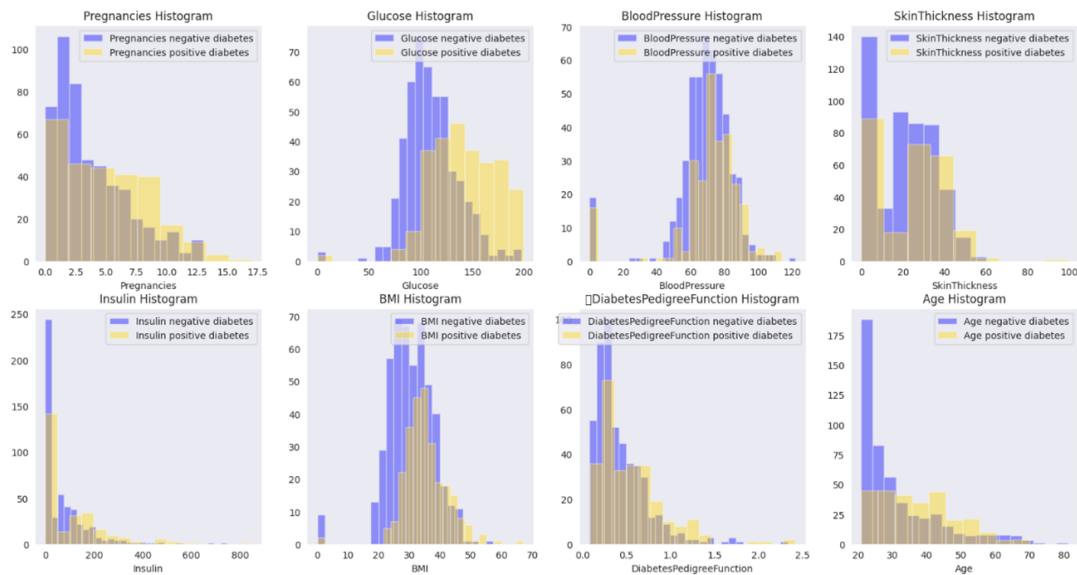 Pregnancies Histogram
Pregnancies negative diabetes
Pregnancies positive diabetes
100
80
60
40
20
0
0.0 2.5 5.0 7.5 10.0 12.5 15.0 17.5
Pregnancies
Glucose Histogram
Glucose negative diabetes
Glucose positive diabetes
70
60
50
40
30
20
10
0
0 50 100 150 200
Glucose
BloodPressure Histogram
BloodPressure negative diabetes
BloodPressure positive diabetes
70
60
50
40
30
20
10
0
0 20 40 60 80 100 120
BloodPressure
SkinThickness Histogram
SkinThickness negative diabetes
SkinThickness positive diabetes
140
120
100
80
60
40
20
0
0 20 40 60 80 100
SkinThickness
Insulin Histogram
Insulin negative diabetes
Insulin positive diabetes
250
200
150
100
50
0
0 200 400 600 800
Insulin
BMI Histogram
BMI negative diabetes
BMI positive diabetes
70
60
50
40
30
20
10
0
0 10 20 30 40 50 60 70
BMI
DiabetesPedigreeFunction Histogram
DiabetesPedigreeFunction negative diabetes
DiabetesPedigreeFunction positive diabetes
80
60
40
20
0
0.0 0.5 1.0 1.5 2.0 2.5
DiabetesPedigreeFunction
Age Histogram
Age negative diabetes
Age positive diabetes
175
150
125
100
75
50
25
0
20 30 40 50 60 70 80
Age